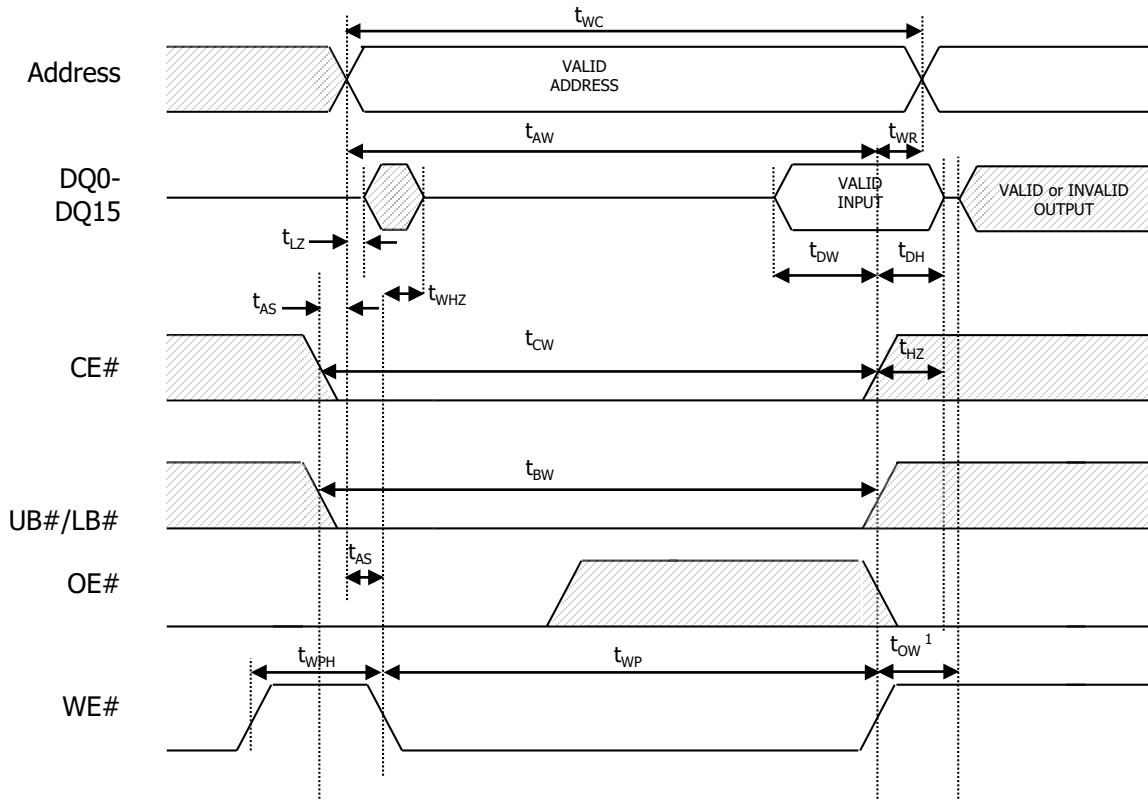 tWC
Address
VALID
ADDRESS
tAW
tWR
DQ0-
DQ15
VALID
INPUT
VALID or INVALID
OUTPUT
tLZ
tDW
tDH
tWHZ
tAS
tCW
tHZ
CE#
tBW
UB#/LB#
tAS
OE#
tWPH
tWP
tOW 1
WE#